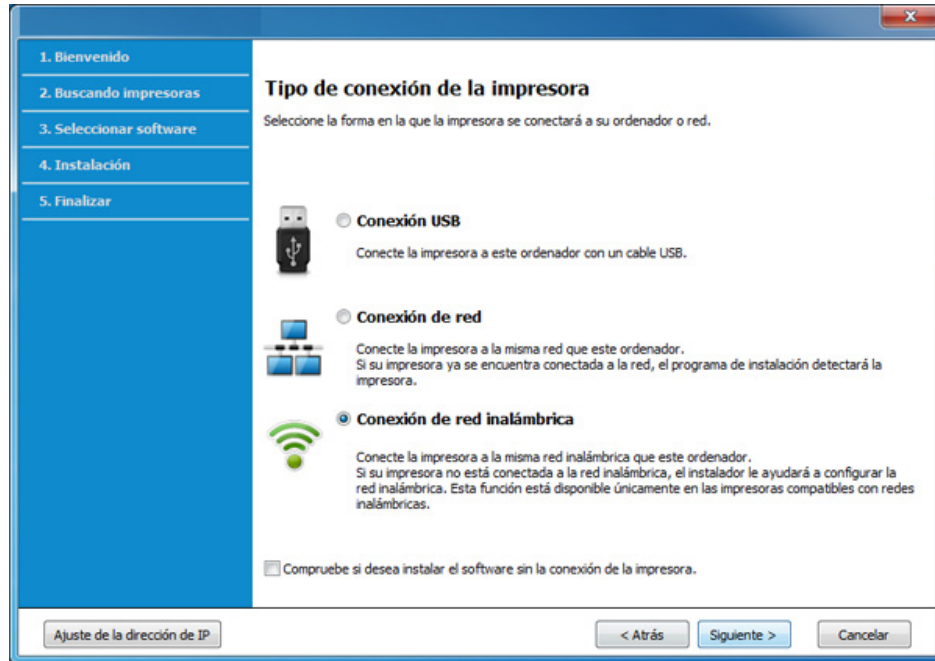 1. Bienvenido
2. Buscando impresoras
3. Seleccionar software
4. Instalación
5. Finalizar
Tipo de conexión de la impresora
Seleccione la forma en la que la impresora se conectará a su ordenador o red.
Conexión USB
Conecte la impresora a este ordenador con un cable USB.
Conexión de red
Conecte la impresora a la misma red que este ordenador.
Si su impresora ya se encuentra conectada a la red, el programa de instalación detectará la
impresora.
Conexión de red inalámbrica
Conecte la impresora a la misma red inalámbrica que este ordenador.
Si su impresora no está conectada a la red inalámbrica, el instalador le ayudará a configurar la
red inalámbrica. Esta función está disponible únicamente en las impresoras compatibles con redes
inalámbricas.
Compruebe si desea instalar el software sin la conexión de la impresora.
Ajuste de la dirección de IP
< Atrás
Siguiente >
Cancelar